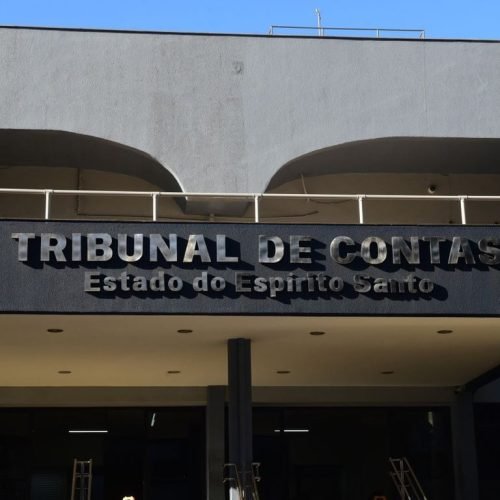 TRIBUNAL DE CONTAS
Estado do Espírito Santo